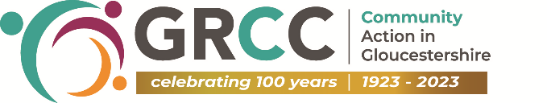 GRCC
Community
Action in
Gloucestershire
celebrating 100 years | 1923 - 2023